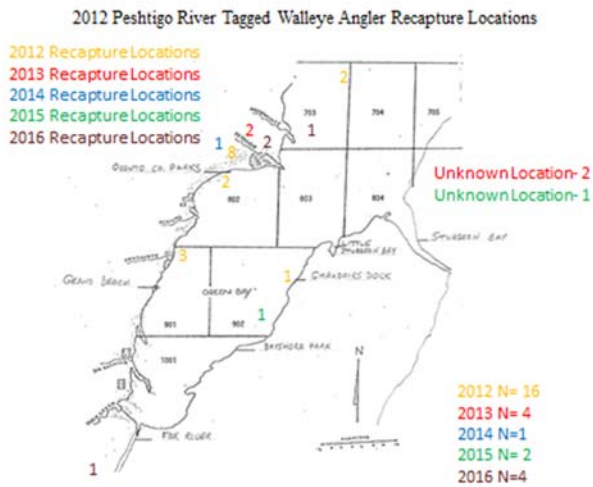 2012 Peshtigo River Tagged Walleye Angler Recapture Locations
2012 Recapture Locations
2013 Recapture Locations
2014 Recapture Locations
2015 Recapture Locations
2016 Recapture Locations
2
703
704
705
1
2
2
1
8
OCONTO CO. PARKS
2
802
803
804
Unknown Location- 2
Unknown Location- 1
STURGEON BAY
LITTLE
STURGEON BAY
3
1
CHAUDOIRS DOCK
GENO BEACH
GREEN BAY
1
901
902
BAYSHORE PARK
1001
N
FOX RIVER
1
2012 N= 16
2013 N= 4
2014 N=1
2015 N= 2
2016 N=4